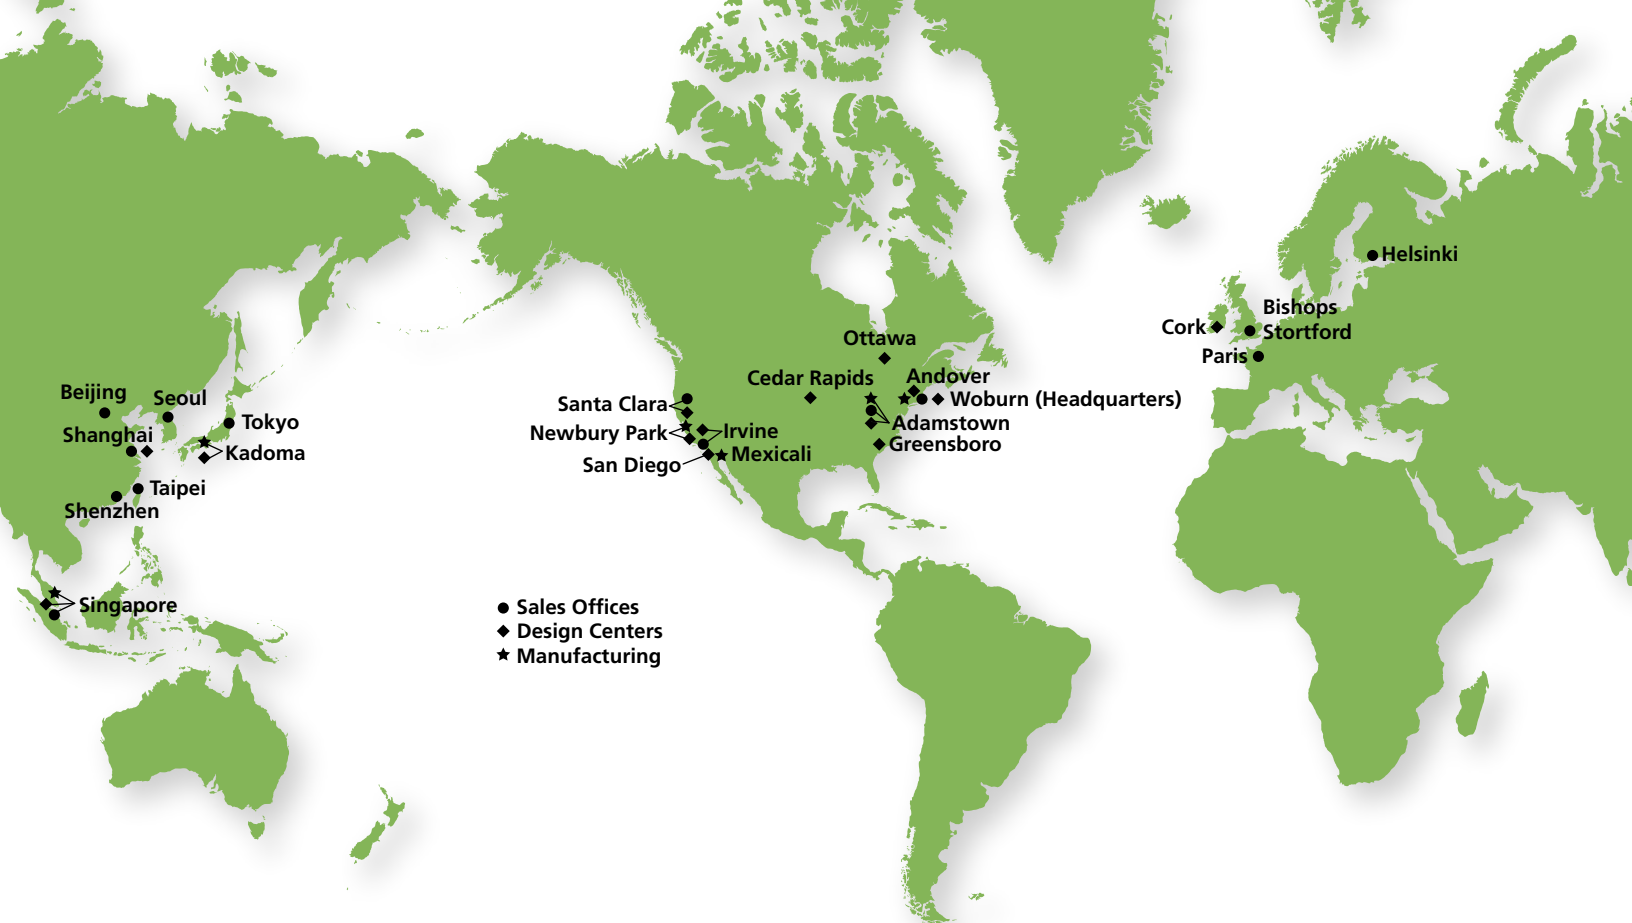 Beijing
Seoul
Shanghai
Tokyo
Kadoma
Taipei
Shenzhen
Singapore
Santa Clara
Newbury Park
San Diego
Irvine
Mexicali
Ottawa
Cedar Rapids
Andover
Woburn (Headquarters)
Adamstown
Greensboro
Helsinki
Bishops
Stortford
Cork
Paris
Sales Offices
Design Centers
Manufacturing